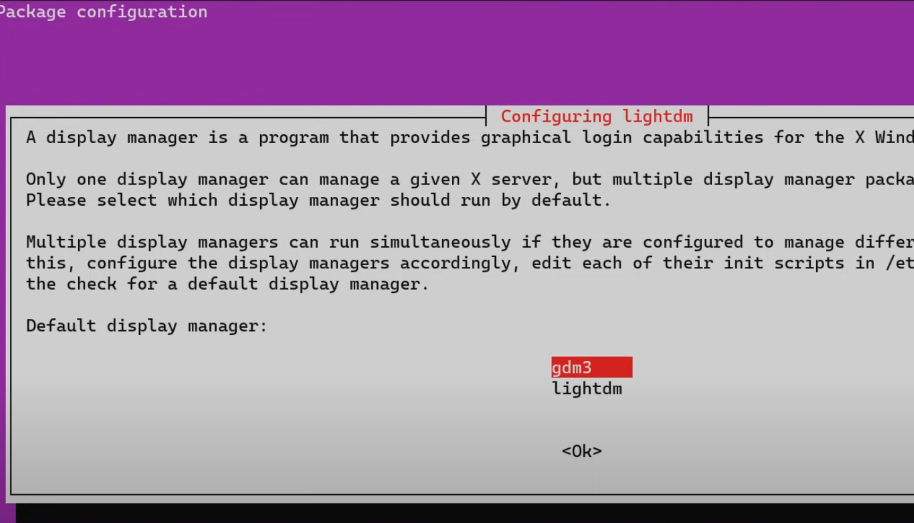 Package configuration
Configuring lightdm
A display manager is a program that provides graphical login capabilities for the X Wind
Only one display manager can manage a given X server, but multiple display manager packa
Please select which display manager should run by default.
Multiple display managers can run simultaneously if they are configured to manage differ
this, configure the display managers accordingly, edit each of their init scripts in /et
the check for a default display manager.
Default display manager:
gdm3
lightdm
<Ok>